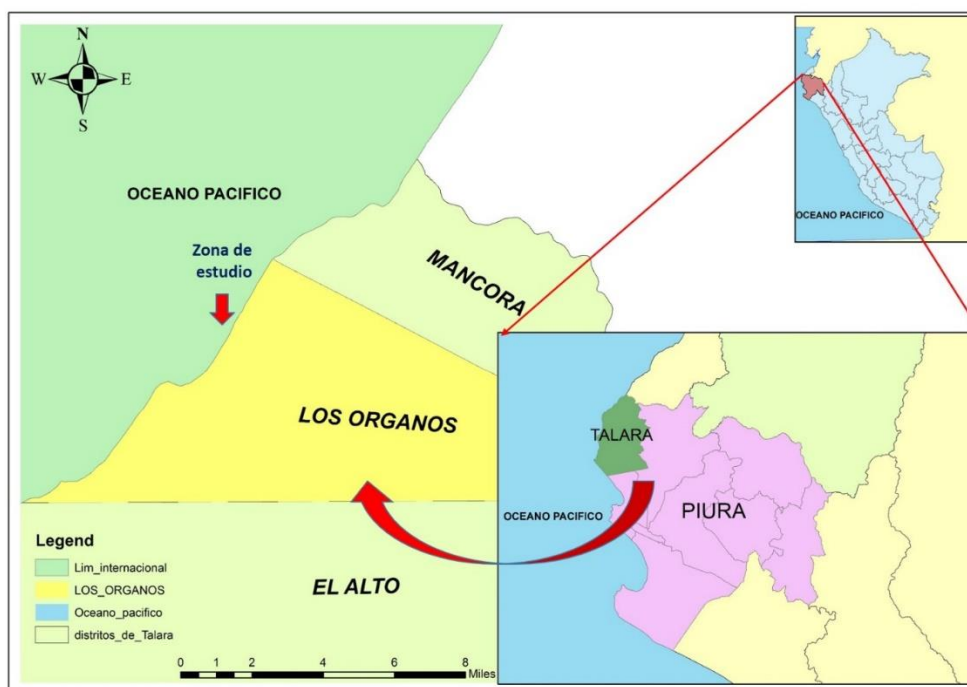 N
W E
S
OCEANO PACIFICO
Zona de
estudio
MANCORA
LOS ORGANOS
EL ALTO
Legend
Lim_internacional
LOS_ORGANOS
Oceano_pacifico
distritos_de_Talara
0 2 4 6 8
Miles
OCEANO PACIFICO
TALARA
OCEANO PACIFICO
PIURA